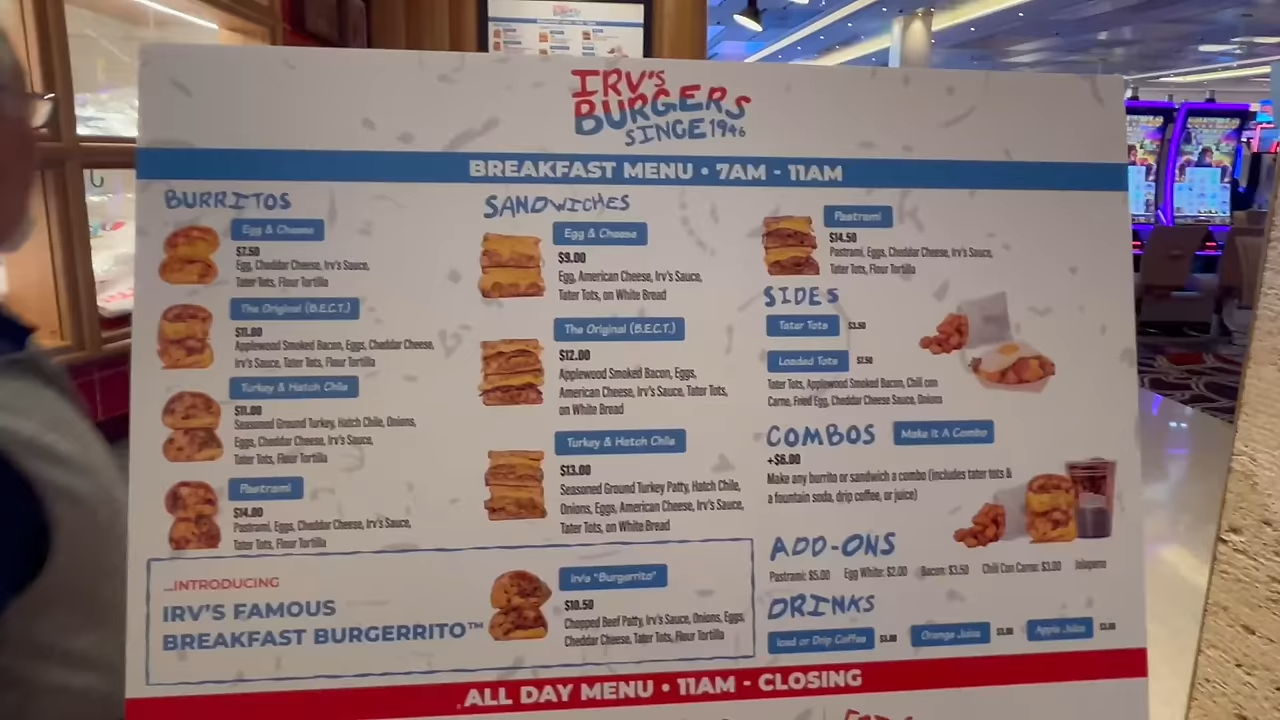 IRV'S
BURGERS
SINCE 1946
BREAKFAST MENU • 7AM - 11AM
BURRITOS
Egg & Cheese
$7.50
Egg, Cheddar Cheese, Irv's Sauce,
Tater Tots, Flour Tortilla
The Original (B.E.C.T.)
$11.00
Applewood Smoked Bacon, Eggs, Cheddar Cheese,
Irv's Sauce, Tater Tots, Flour Tortilla
Turkey & Hatch Chile
$11.00
Seasoned Ground Turkey, Hatch Chile, Onions,
Eggs, Cheddar Cheese, Irv's Sauce,
Tater Tots, Flour Tortilla
Pastrami
$14.00
Pastrami, Eggs, Cheddar Cheese, Irv's Sauce,
Tater Tots, Flour Tortilla
SANDWICHES
Egg & Cheese
$9.00
Egg, American Cheese, Irv's Sauce,
Tater Tots, on White Bread
The Original (B.E.C.T.)
$12.00
Applewood Smoked Bacon, Eggs,
American Cheese, Irv's Sauce, Tater Tots,
on White Bread
Turkey & Hatch Chile
$13.00
Seasoned Ground Turkey Patty, Hatch Chile,
Onions, Eggs, American Cheese, Irv's Sauce,
Tater Tots, on White Bread
Pastrami
$14.50
Pastrami, Eggs, Cheddar Cheese, Irv's Sauce,
Tater Tots, Flour Tortilla
SIDES
Tater Tots $3.50
Loaded Tots $7.50
Tater Tots, Applewood Smoked Bacon, Chili con
Carne, Fried Egg, Cheddar Cheese Sauce, Onions
COMBOS Make It A Combo
+$6.00
Make any burrito or sandwich a combo (includes tater tots &
a fountain soda, drip coffee, or juice)
ADD-ONS
Pastrami: $5.00 Egg White: $2.00 Bacon: $3.50 Chili Con Carne: $3.00 Jalapeno
DRINKS
Iced or Drip Coffee $3.00 Orange Juice Apple Juice
...INTRODUCING
IRV'S FAMOUS
BREAKFAST BURGERRITO™
Irv's "Burgerrito"
$10.50
Chopped Beef Patty, Irv's Sauce, Onions, Eggs,
Cheddar Cheese, Tater Tots, Flour Tortilla
ALL DAY MENU • 11AM - CLOSING